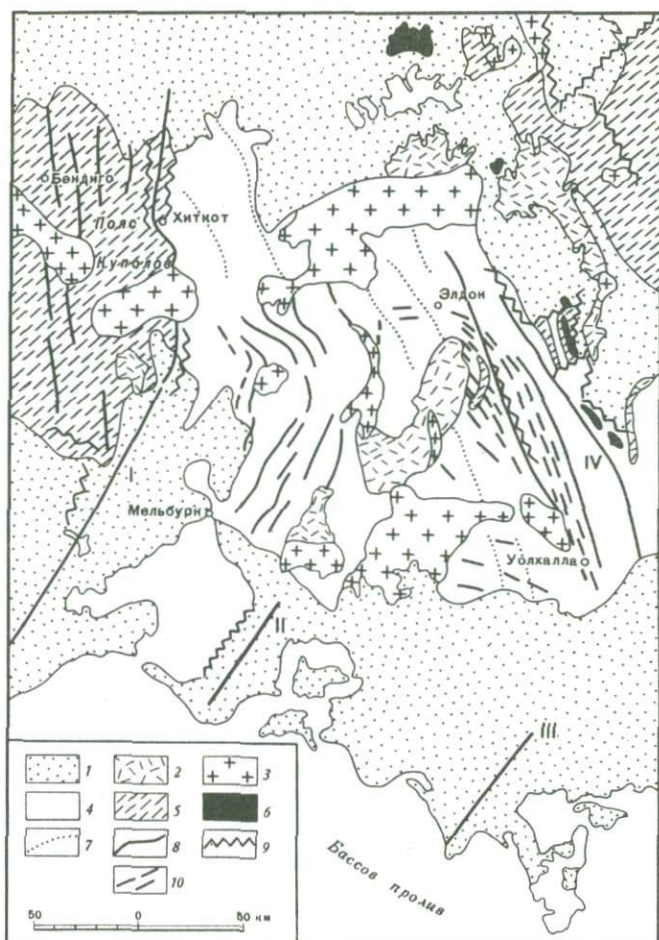 Бендиго
Пояс
Хиткот
Куполов
Элдон
I
IV
Мельбурн
Уолхалла
II
III
1
2
3
4
5
6
7
8
9
10
50 0 50 км
Бассов пролив